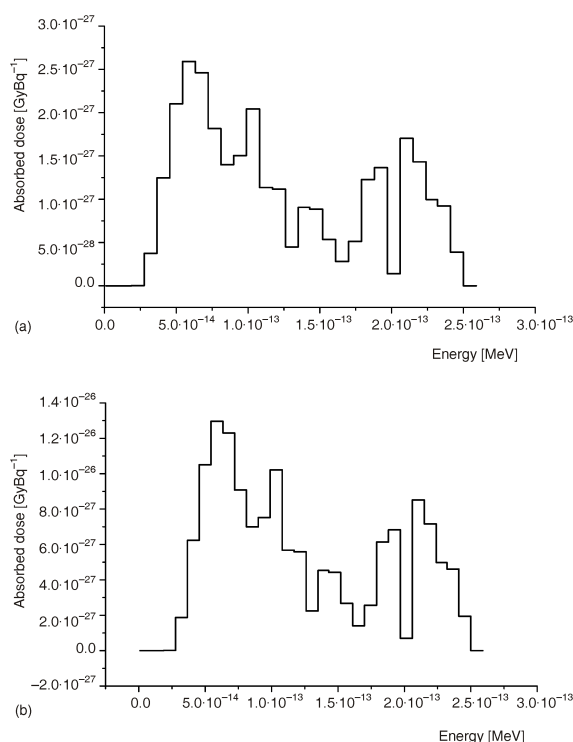 3.0·10⁻²⁷
2.5·10⁻²⁷
2.0·10⁻²⁷
1.5·10⁻²⁷
1.0·10⁻²⁷
5.0·10⁻²⁸
0.0
Absorbed dose [GyBq⁻¹]
0.0 5.0·10⁻¹⁴ 1.0·10⁻¹³ 1.5·10⁻¹³ 2.0·10⁻¹³ 2.5·10⁻¹³ 3.0·10⁻¹³
(a)
Energy [MeV]
1.4·10⁻²⁶
1.2·10⁻²⁶
1.0·10⁻²⁶
8.0·10⁻²⁷
6.0·10⁻²⁷
4.0·10⁻²⁷
2.0·10⁻²⁷
0.0
−2.0·10⁻²⁷
Absorbed dose [GyBq⁻¹]
0.0 5.0·10⁻¹⁴ 1.0·10⁻¹³ 1.5·10⁻¹³ 2.0·10⁻¹³ 2.5·10⁻¹³ 3.0·10⁻¹³
(b)
Energy [MeV]